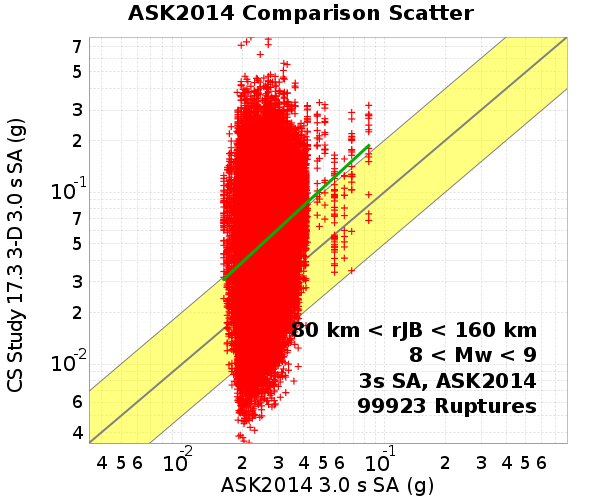 ASK2014 Comparison Scatter
CS Study 17.3 3-D 3.0 s SA (g)
7
5
3
2
10-1
7
5
3
2
10-2
6
4
80 km < rJB < 160 km
8 < Mw < 9
3s SA, ASK2014
99923 Ruptures
4 5 6 10-2 2 3 4 5 6 10-1 2 3 4 5 6
ASK2014 3.0 s SA (g)